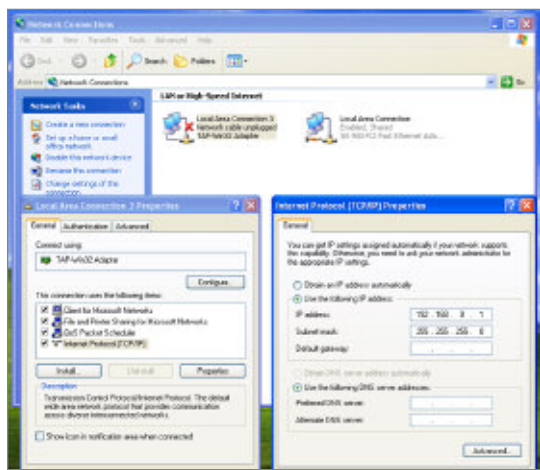 Network Connections
File Edit View Favorites Tools Advanced Help
Back Search Folders
Address Network Connections Go
LAN or High-Speed Internet
Network Tasks
Create a new connection
Set up a home or small
office network
Disable this network device
Rename this connection
Change settings of this
connection
Local Area Connection 3
Network cable unplugged
TAP-Win32 Adapter
Local Area Connection
Enabled, Shared
Fast Ethernet Ada...
Local Area Connection 3 Properties
General Authentication Advanced
Connect using:
TAP-Win32 Adapter
Configure...
This connection uses the following items:
Client for Microsoft Networks
File and Printer Sharing for Microsoft Networks
QoS Packet Scheduler
Internet Protocol (TCP/IP)
Install... Uninstall Properties
Description
Transmission Control Protocol/Internet Protocol. The default
wide area network protocol that provides communication
across diverse interconnected networks.
Show icon in notification area when connected
Internet Protocol (TCP/IP) Properties
General
You can get IP settings assigned automatically if your network supports
this capability. Otherwise, you need to ask your network administrator for
the appropriate IP settings.
Obtain an IP address automatically
Use the following IP address:
IP address: 192 . 168 . 0 . 1
Subnet mask: 255 . 255 . 255 . 0
Default gateway:
Obtain DNS server address automatically
Use the following DNS server addresses:
Preferred DNS server:
Alternate DNS server:
Advanced...